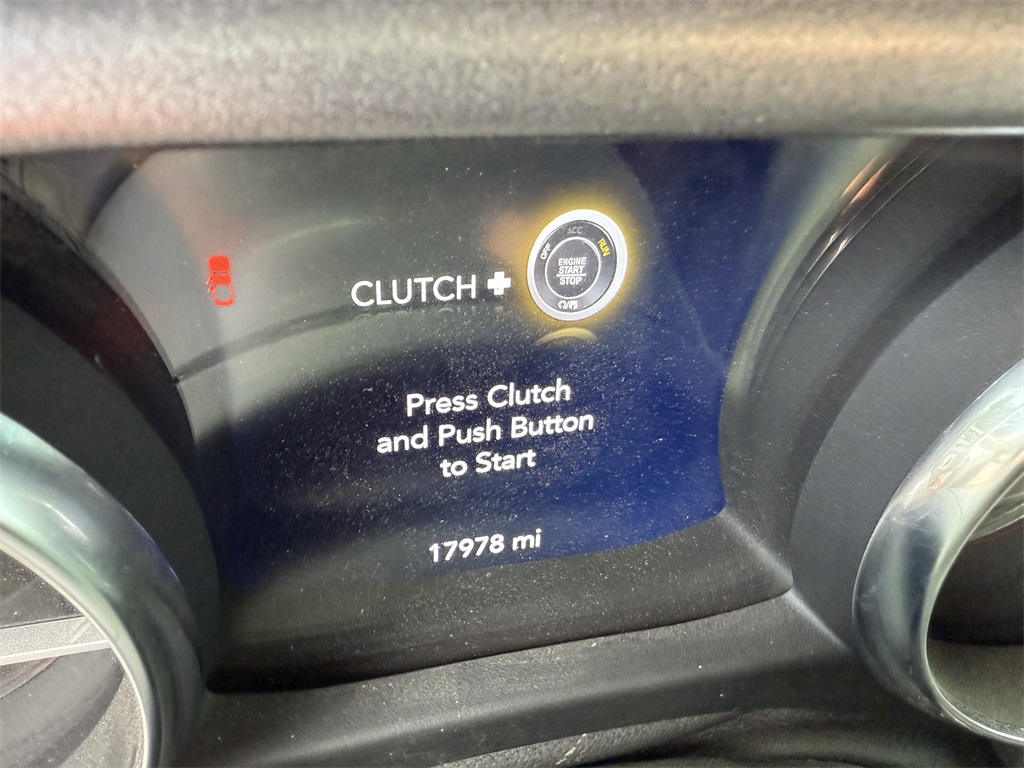 CLUTCH +
OFF ACC RUN
ENGINE
START
STOP
Press Clutch
and Push Button
to Start
17978 mi